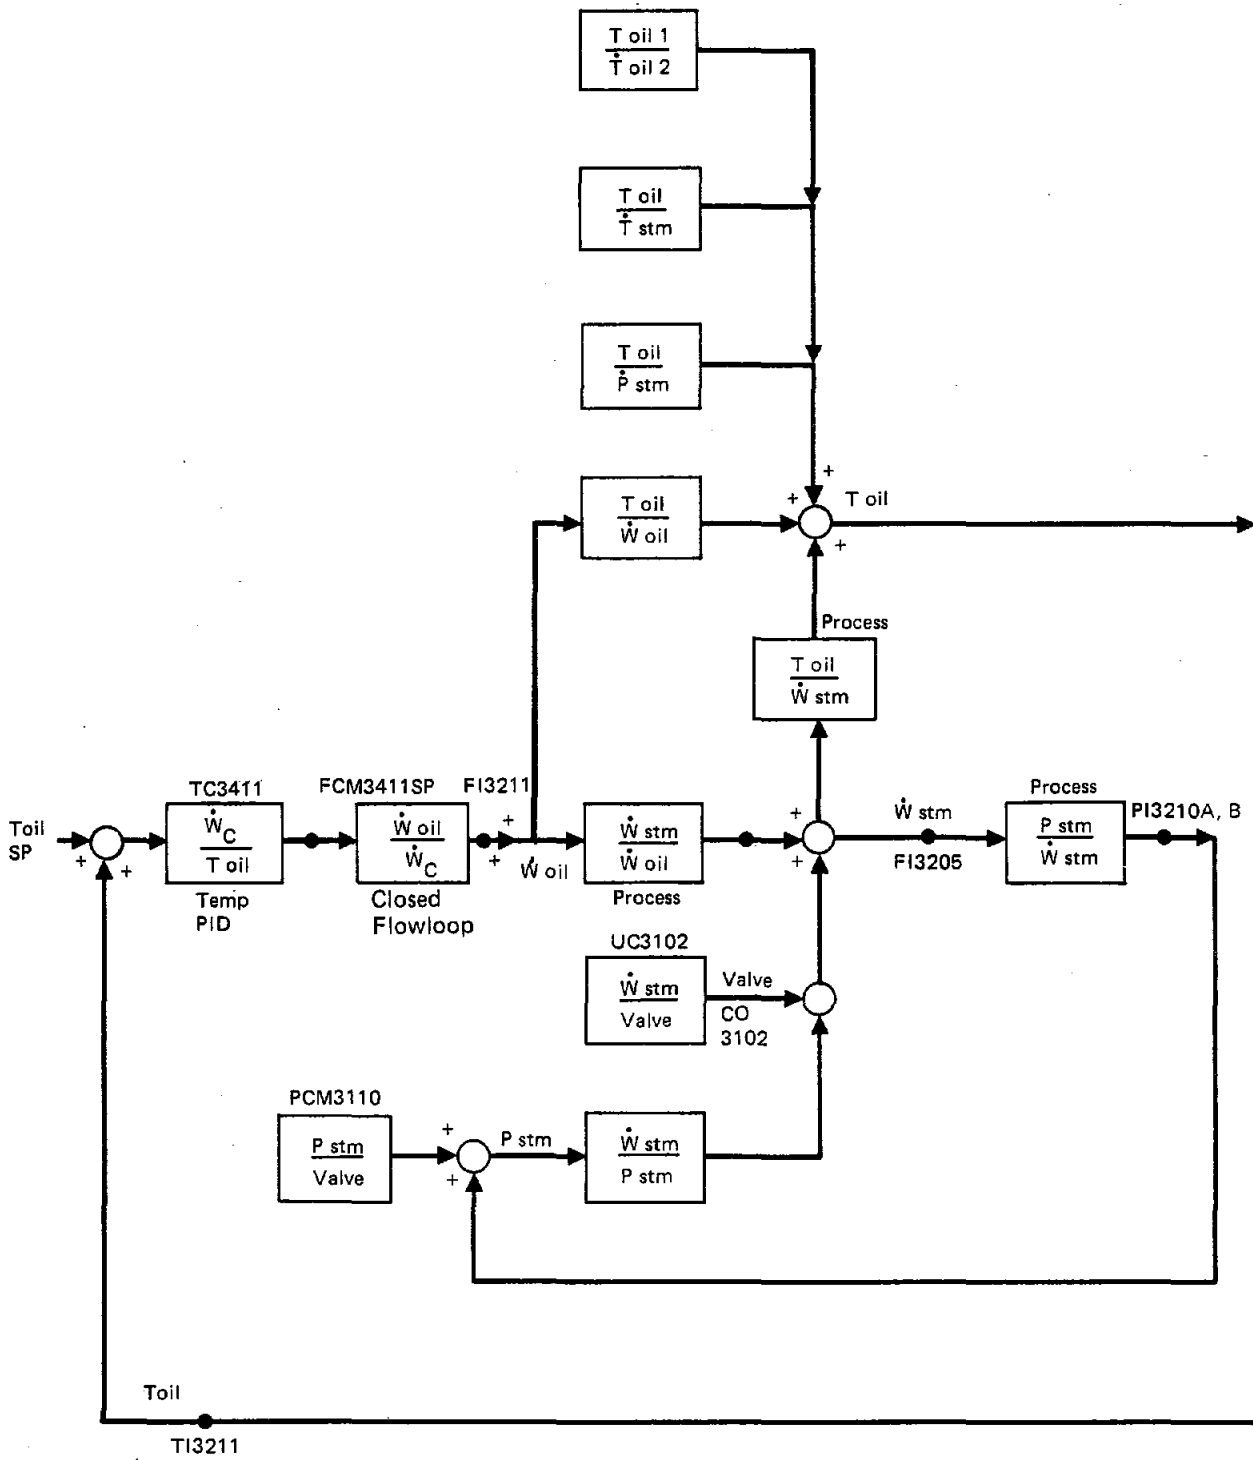 T oil 1
Ṫ oil 2
T oil
Ṫ stm
T oil
Ṗ stm
+
+
T oil
T oil
Ẇ oil
+
Process
T oil
Ẇ stm
TC3411
FCM3411SP
FI3211
Process
Toil
SP
+
+
ẆC
T oil
Ẇ oil
ẆC
+
+
Ẇ oil
Ẇ stm
Ẇ oil
+
+
Ẇ stm
FI3205
P stm
Ẇ stm
PI3210A, B
Temp
PID
Closed
Flowloop
Process
UC3102
Ẇ stm
Valve
Valve
CO
3102
PCM3110
P stm
Valve
+
+
P stm
Ẇ stm
P stm
Toil
TI3211